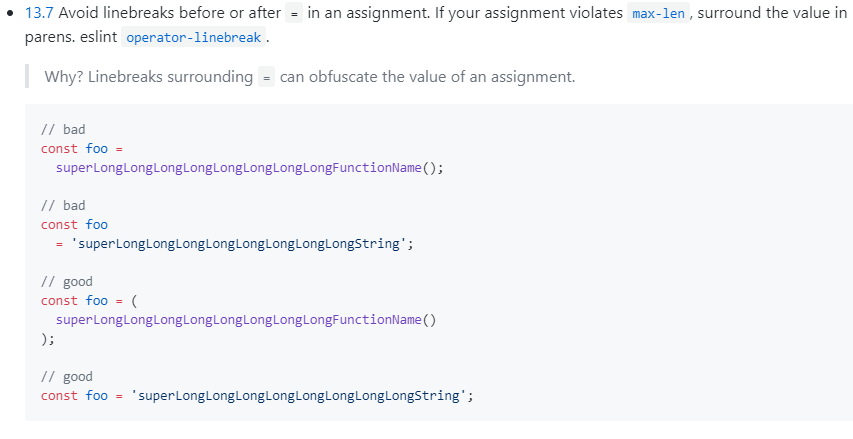 13.7 Avoid linebreaks before or after = in an assignment. If your assignment violates max-len, surround the value in
parens. eslint operator-linebreak.
Why? Linebreaks surrounding = can obfuscate the value of an assignment.
// bad
const foo =
  superLongLongLongLongLongLongLongLongFunctionName();
// bad
const foo
  = 'superLongLongLongLongLongLongLongLongString';
// good
const foo = (
  superLongLongLongLongLongLongLongLongFunctionName()
);
// good
const foo = 'superLongLongLongLongLongLongLongLongString';